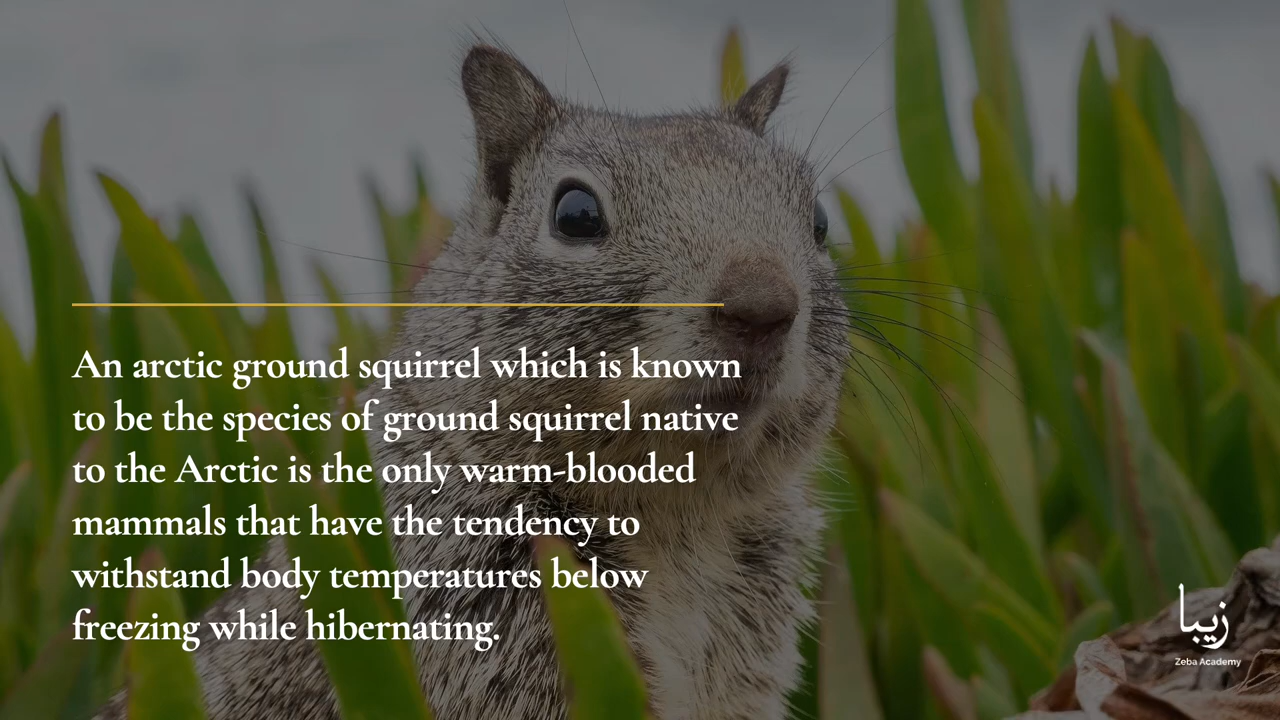 An arctic ground squirrel which is known
to be the species of ground squirrel native
to the Arctic is the only warm-blooded
mammals that have the tendency to
withstand body temperatures below
freezing while hibernating.
زیبا
Zeba Academy